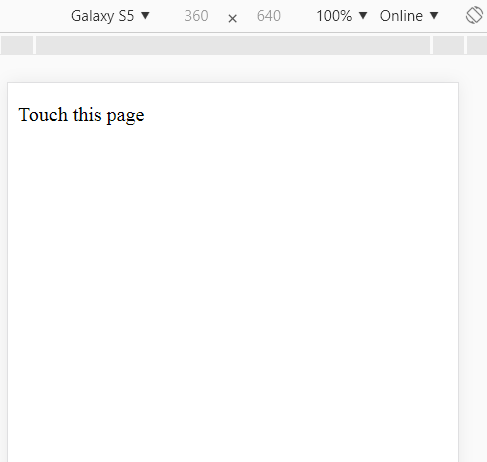 Galaxy S5 ▼ 360 × 640 100% ▼ Online ▼
Touch this page